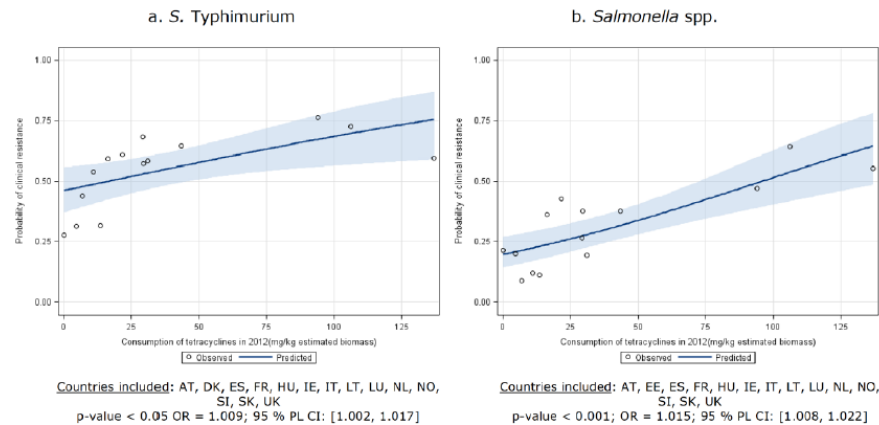 a. S. Typhimurium
1.00
0.75
0.50
0.25
0.00
Probability of clinical resistance
0
25
50
75
100
125
Consumption of tetracyclines in 2012(mg/kg estimated biomass)
Observed Predicted
Countries included: AT, DK, ES, FR, HU, IE, IT, LT, LU, NL, NO,
SI, SK, UK
p-value < 0.05 OR = 1.009; 95 % PL CI: [1.002, 1.017]
b. Salmonella spp.
1.00
0.75
0.50
0.25
0.00
Probability of clinical resistance
0
25
50
75
100
125
Consumption of tetracyclines in 2012(mg/kg estimated biomass)
Observed Predicted
Countries included: AT, EE, ES, FR, HU, IE, IT, LT, LU, NL, NO,
SI, SK, UK
p-value < 0.001; OR = 1.015; 95 % PL CI: [1.008, 1.022]